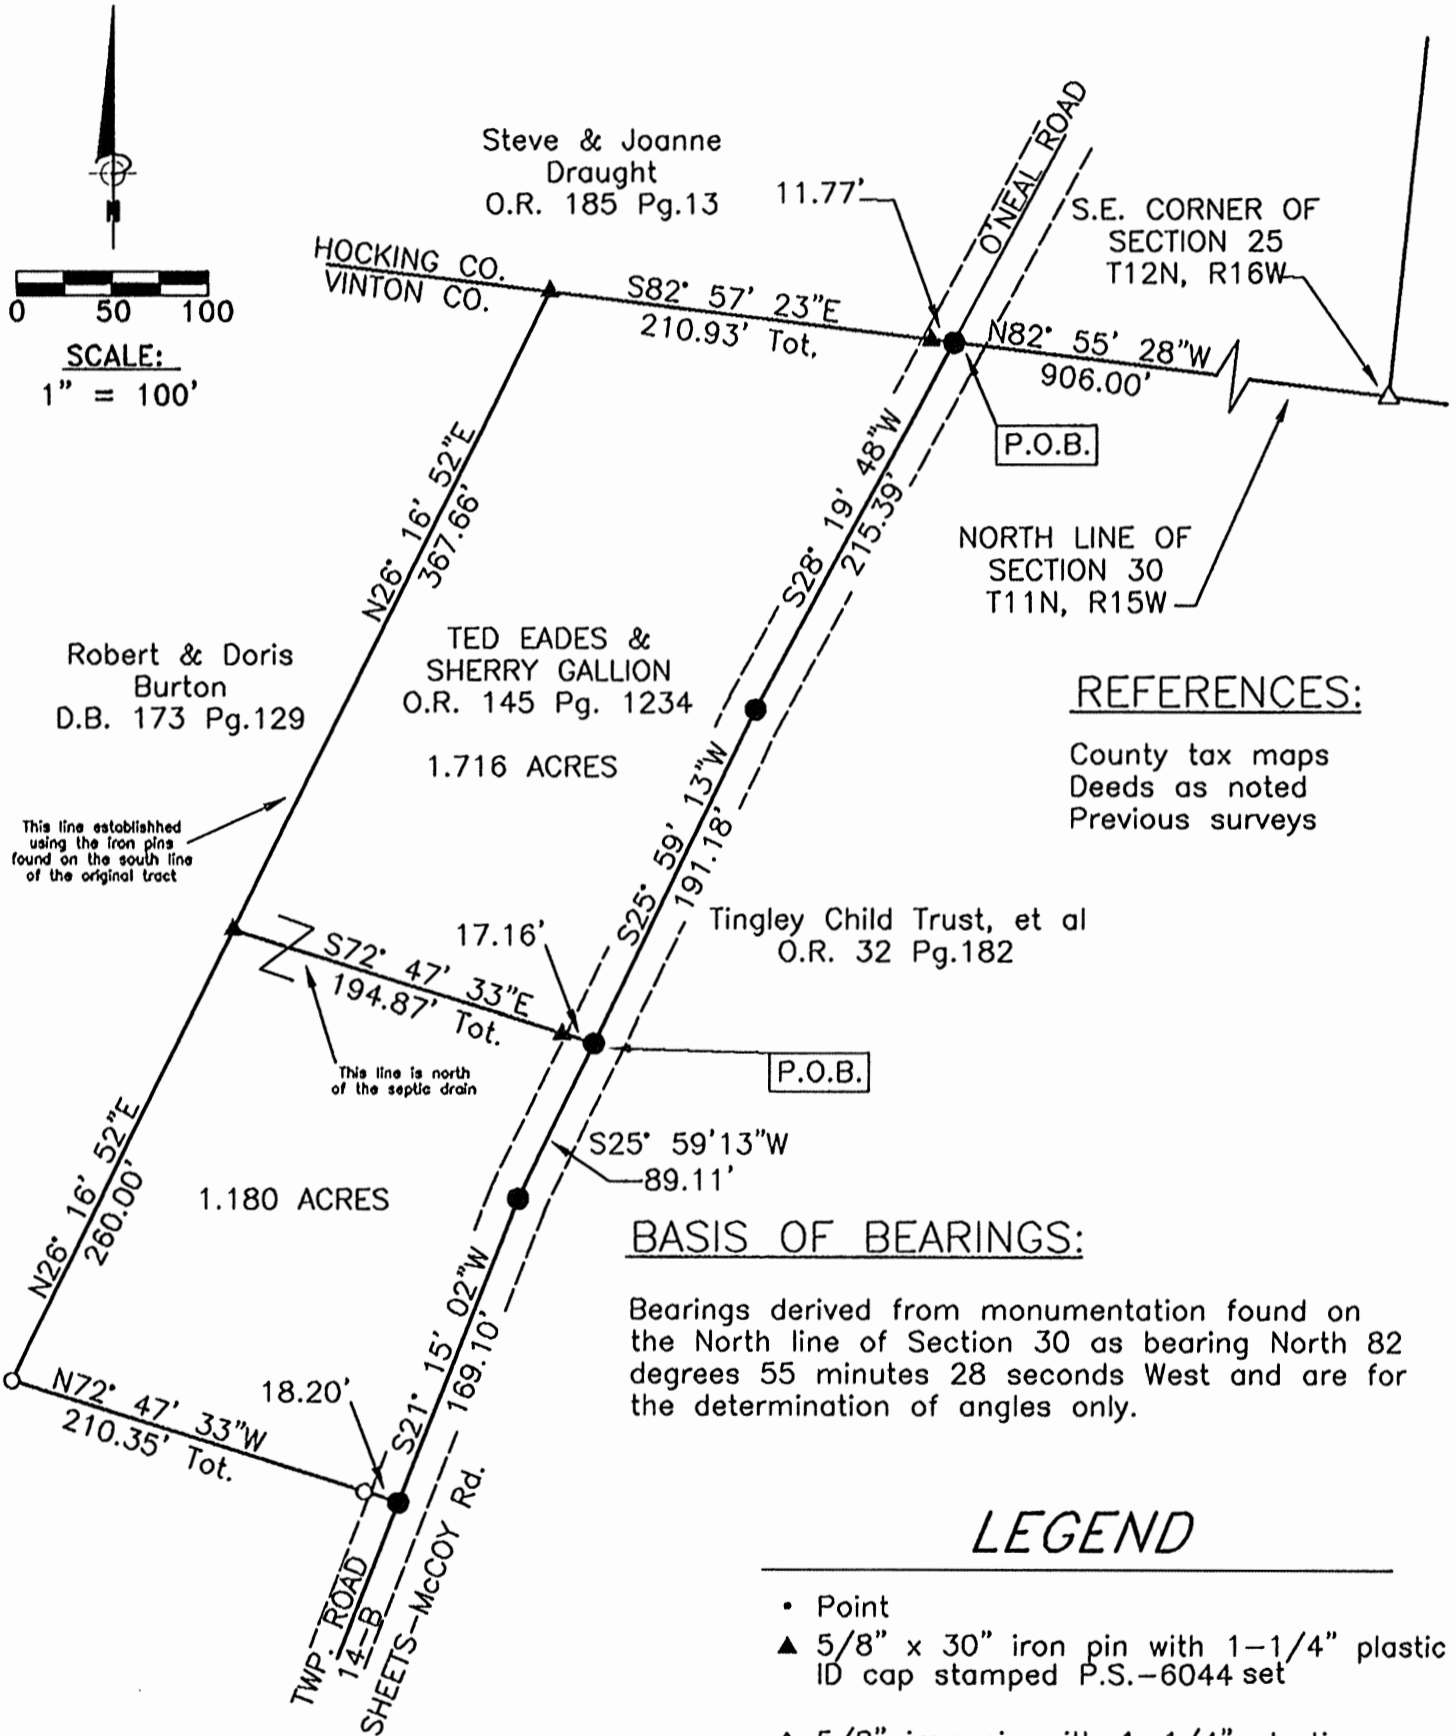 N
0 50 100
SCALE:
1" = 100'
Steve & Joanne
Draught
O.R. 185 Pg.13
11.77'
O'NEAL ROAD
S.E. CORNER OF
SECTION 25
T12N, R16W
HOCKING CO.
VINTON CO.
S82° 57' 23"E
210.93' Tot.
N82° 55' 28"W
906.00'
P.O.B.
NORTH LINE OF
SECTION 30
T11N, R15W
N26° 16' 52"E
367.66'
S28° 19' 48"W
215.39'
Robert & Doris
Burton
D.B. 173 Pg.129
TED EADES &
SHERRY GALLION
O.R. 145 Pg. 1234
1.716 ACRES
REFERENCES:
County tax maps
Deeds as noted
Previous surveys
This line establishhed
using the iron pins
found on the south line
of the original tract
S25° 59' 13"W
191.18'
Tingley Child Trust, et al
O.R. 32 Pg.182
17.16'
S72° 47' 33"E
194.87' Tot.
This line is north
of the septic drain
P.O.B.
S25° 59'13"W
89.11'
N26° 16' 52"E
260.00'
1.180 ACRES
BASIS OF BEARINGS:
Bearings derived from monumentation found on
the North line of Section 30 as bearing North 82
degrees 55 minutes 28 seconds West and are for
the determination of angles only.
S21° 15' 02"W
169.10'
18.20'
N72° 47' 33"W
210.35' Tot.
TWP. ROAD
14-B
SHEETS-McCOY Rd.
LEGEND
• Point
▲ 5/8" x 30" iron pin with 1-1/4" plastic
ID cap stamped P.S.-6044 set
5/8" iron pin with 1-1/4" plastic